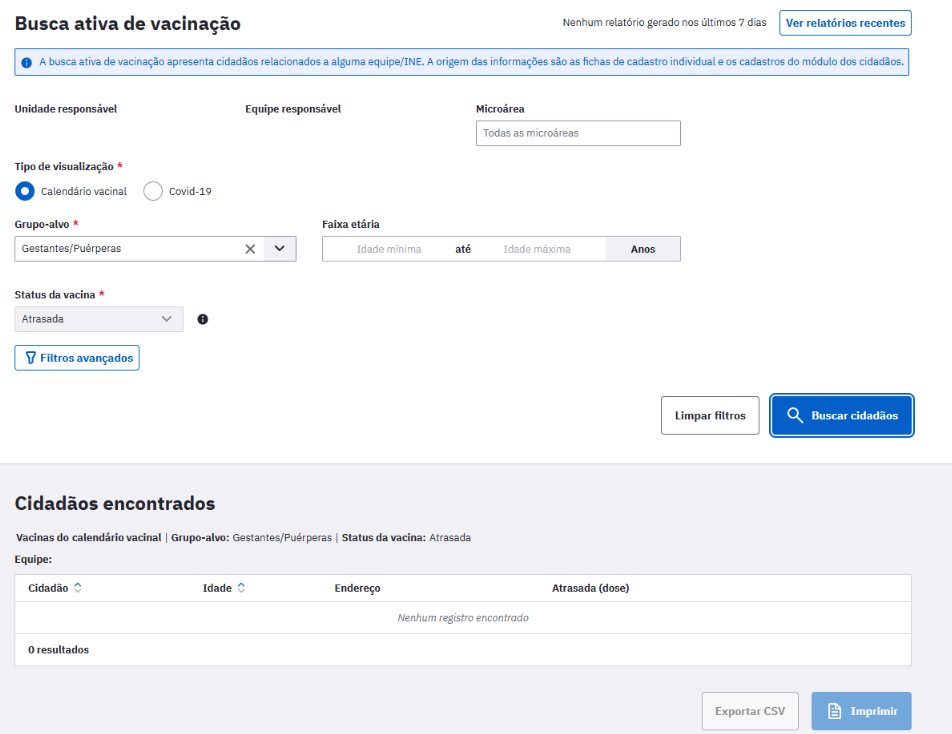 Busca ativa de vacinação
Nenhum relatório gerado nos últimos 7 dias
Ver relatórios recentes
A busca ativa de vacinação apresenta cidadãos relacionados a alguma equipe/INE. A origem das informações são as fichas de cadastro individual e os cadastros do módulo dos cidadãos.
Unidade responsável
Equipe responsável
Microárea
Todas as microáreas
Tipo de visualização *
Calendário vacinal
Covid-19
Grupo-alvo *
Faixa etária
Gestantes/Puérperas
Idade mínima até Idade máxima Anos
Status da vacina *
Atrasada
Filtros avançados
Limpar filtros
Buscar cidadãos
Cidadãos encontrados
Vacinas do calendário vacinal | Grupo-alvo: Gestantes/Puérperas | Status da vacina: Atrasada
Equipe:
Cidadão Idade Endereço Atrasada (dose)
Nenhum registro encontrado
0 resultados
Exportar CSV
Imprimir